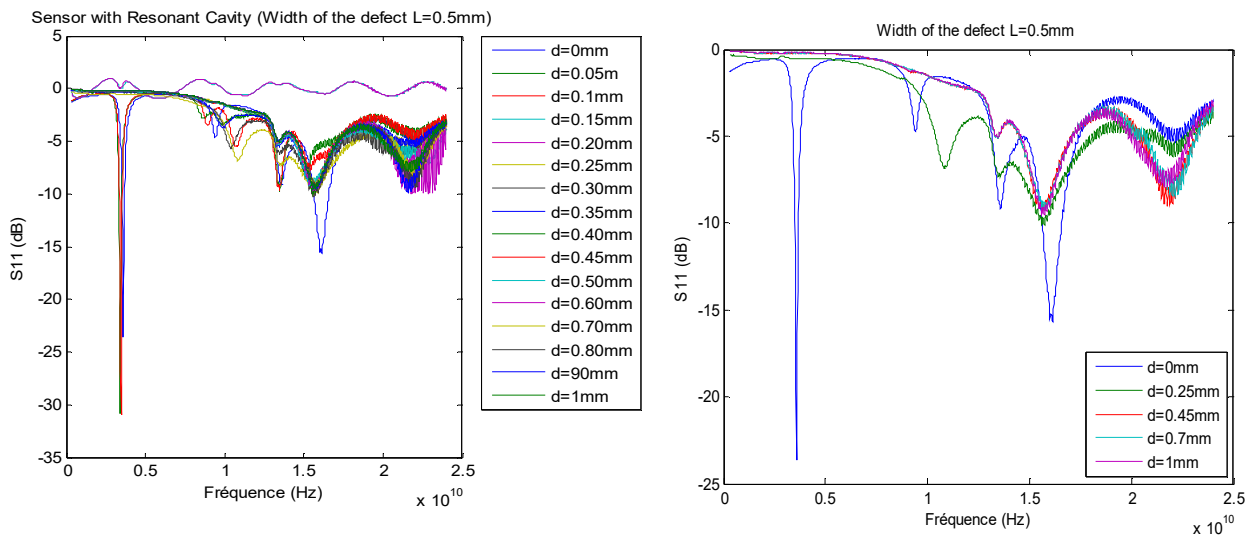 Sensor with Resonant Cavity (Width of the defect L=0.5mm)
S11 (dB)
5
0
-5
-10
-15
-20
-25
-30
-35
0
0.5
1
1.5
2
2.5
x 10^10
Fréquence (Hz)
d=0mm
d=0.05m
d=0.1mm
d=0.15mm
d=0.20mm
d=0.25mm
d=0.30mm
d=0.35mm
d=0.40mm
d=0.45mm
d=0.50mm
d=0.60mm
d=0.70mm
d=0.80mm
d=90mm
d=1mm
Width of the defect L=0.5mm
S11 (dB)
0
-5
-10
-15
-20
-25
0
0.5
1
1.5
2
2.5
x 10^10
Fréquence (Hz)
d=0mm
d=0.25mm
d=0.45mm
d=0.7mm
d=1mm